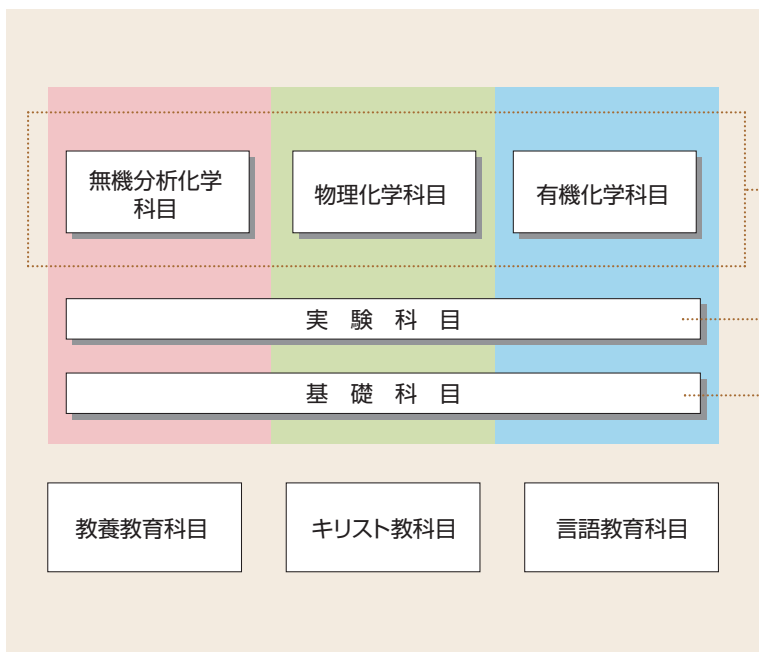 無機分析化学
科目
物理化学科目
有機化学科目
実験科目
基礎科目
教養教育科目
キリスト教科目
言語教育科目